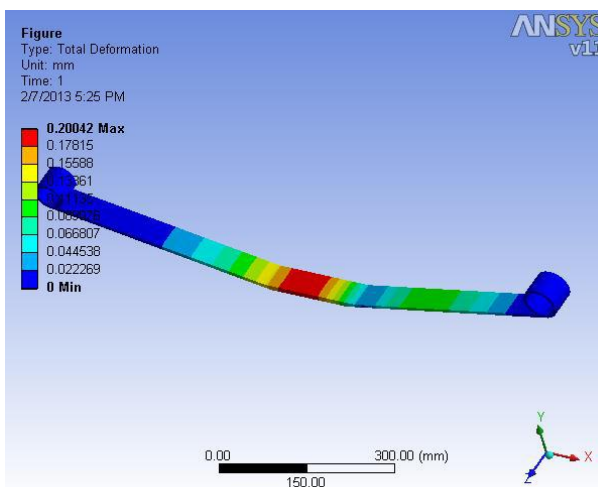 Figure
Type: Total Deformation
Unit: mm
Time: 1
2/7/2013 5:25 PM
ANSYS
v11
0.20042 Max
0.17815
0.15588
0.066807
0.044538
0.022269
0 Min
0.00
300.00 (mm)
150.00
Y
X
Z